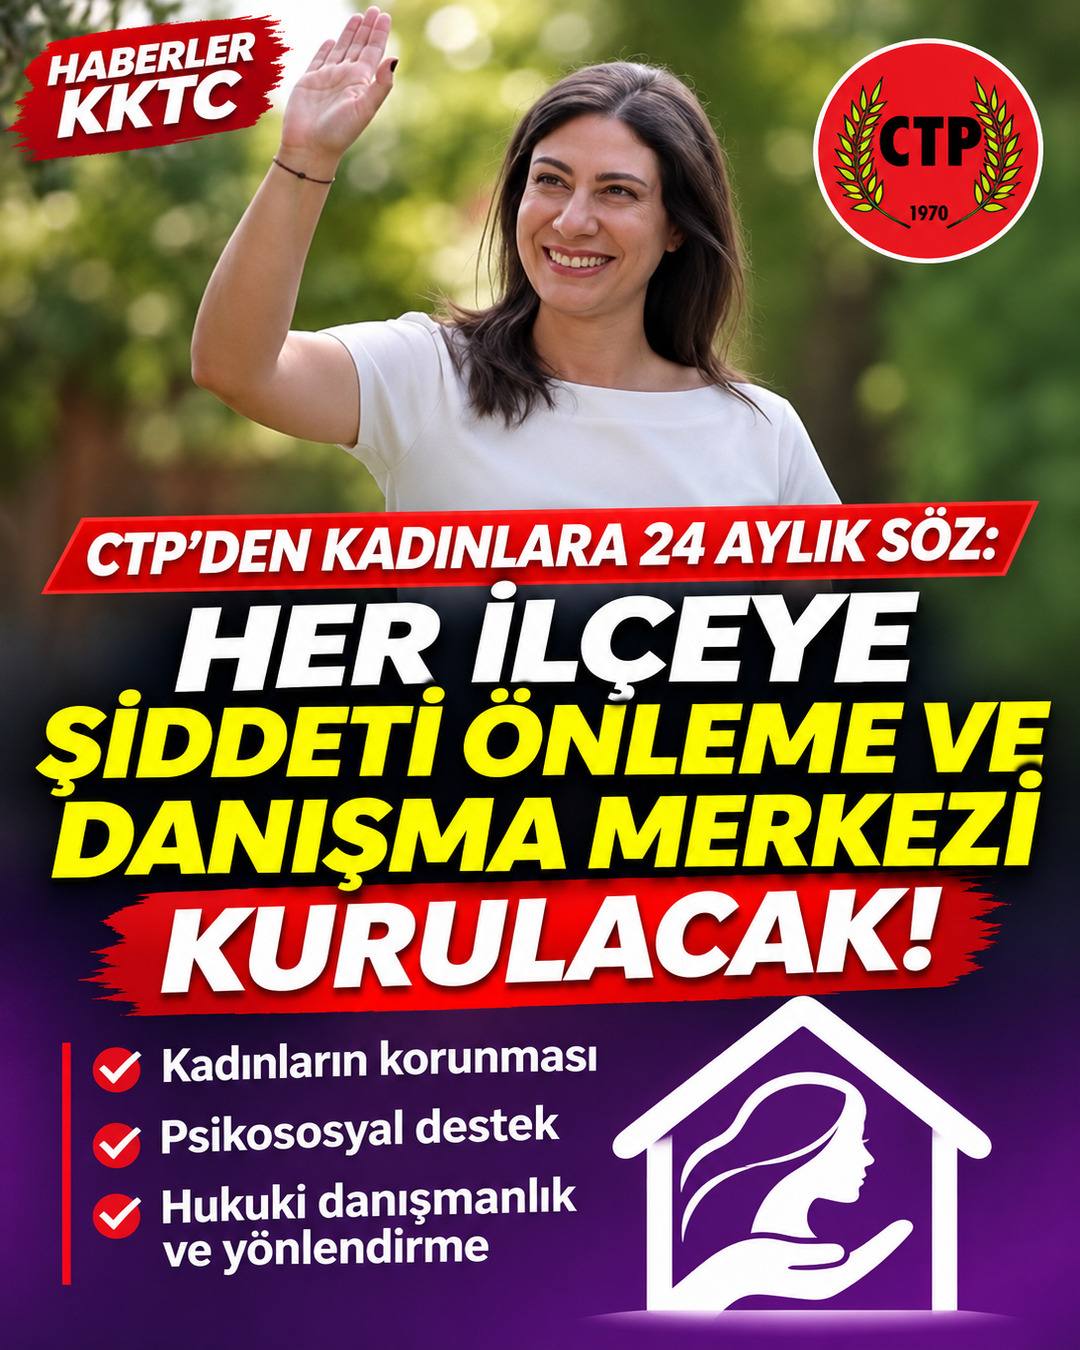 HABERLER
KKTC
CTP
1970
CTP'DEN KADINLARA 24 AYLIK SÖZ:
HER İLÇEYE
ŞİDDETİ ÖNLEME VE
DANIŞMA MERKEZİ
KURULACAK!
Kadınların korunması
Psikososyal destek
Hukuki danışmanlık
ve yönlendirme